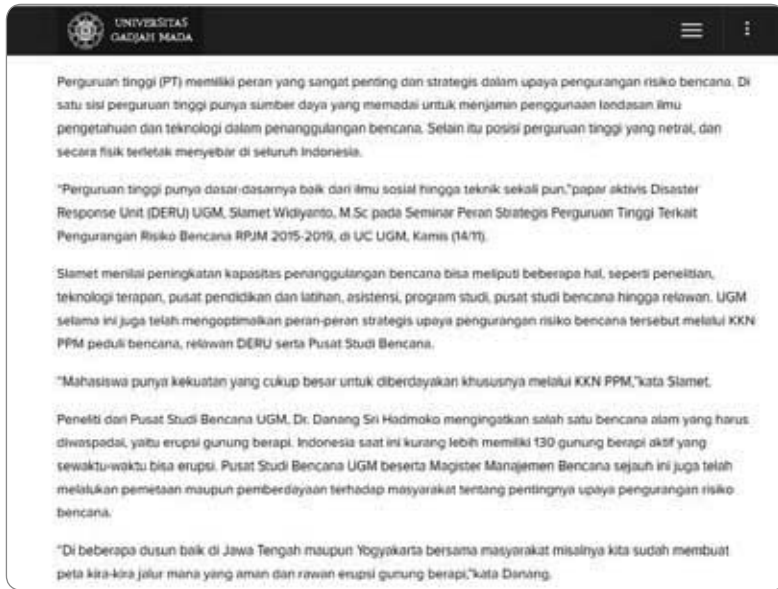 UNIVERSITAS
GADJAH MADA
Perguruan tinggi (PT) memiliki peran yang sangat penting dan strategis dalam upaya pengurangan risiko bencana. Di
satu sisi perguruan tinggi punya sumber daya yang memadai untuk menjamin penggunaan landasan ilmu
pengetahuan dan teknologi dalam penanggulangan bencana. Selain itu posisi perguruan tinggi yang netral, dan
secara fisik terletak menyebar di seluruh Indonesia.
"Perguruan tinggi punya dasar-dasarnya baik dari ilmu sosial hingga teknik sekali pun,"papar aktivis Disaster
Response Unit (DERU) UGM, Slamet Widiyanto, M.Sc pada Seminar Peran Strategis Perguruan Tinggi Terkait
Pengurangan Risiko Bencana RPJM 2015-2019, di UC UGM, Kamis (14/11).
Slamet menilai peningkatan kapasitas penanggulangan bencana bisa meliputi beberapa hal, seperti penelitian,
teknologi terapan, pusat pendidikan dan latihan, asistensi, program studi, pusat studi bencana hingga relawan. UGM
selama ini juga telah mengoptimalkan peran-peran strategis upaya pengurangan risiko bencana tersebut melalui KKN
PPM peduli bencana, relawan DERU serta Pusat Studi Bencana.
"Mahasiswa punya kekuatan yang cukup besar untuk diberdayakan khususnya melalui KKN PPM,"kata Slamet.
Peneliti dari Pusat Studi Bencana UGM, Dr. Danang Sri Hadmoko mengingatkan salah satu bencana alam yang harus
diwaspadai, yaitu erupsi gunung berapi. Indonesia saat ini kurang lebih memiliki 130 gunung berapi aktif yang
sewaktu-waktu bisa erupsi. Pusat Studi Bencana UGM beserta Magister Manajemen Bencana sejauh ini juga telah
melalukan pemetaan maupun pemberdayaan terhadap masyarakat tentang pentingnya upaya pengurangan risiko
bencana.
"Di beberapa dusun baik di Jawa Tengah maupun Yogyakarta bersama masyarakat misalnya kita sudah membuat
peta kira-kira jalur mana yang aman dan rawan erupsi gunung berapi,"kata Danang.